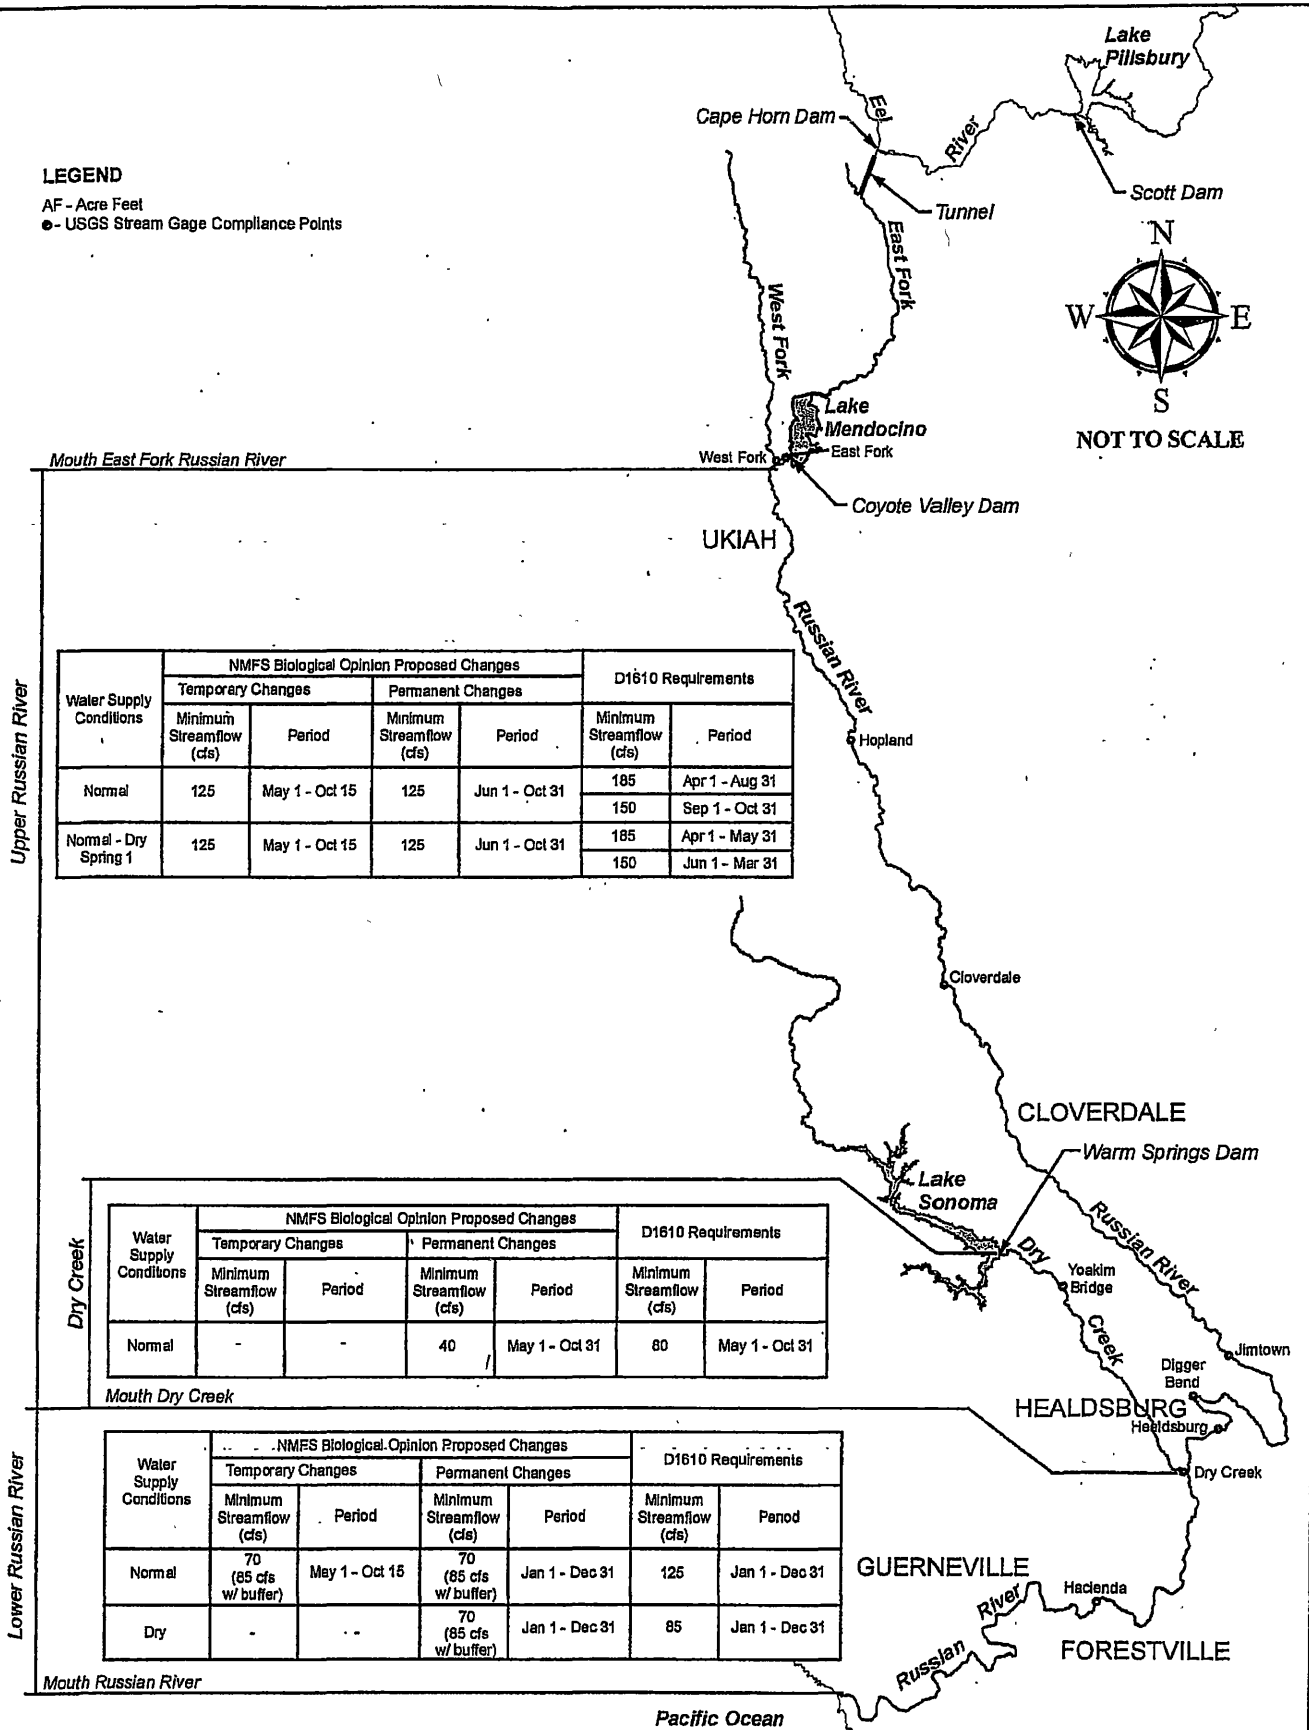 Lake
Pillsbury
Cape Horn Dam
Eel
River
LEGEND
AF - Acre Feet
- USGS Stream Gage Compliance Points
Scott Dam
Tunnel
East Fork
N
W
E
S
NOT TO SCALE
West Fork
Lake
Mendocino
Mouth East Fork Russian River
West Fork
East Fork
Coyote Valley Dam
UKIAH
Russian River
Hopland
Upper Russian River
Water Supply
Conditions
NMFS Biological Opinion Proposed Changes
D1610 Requirements
Temporary Changes
Permanent Changes
Minimum
Streamflow
(cfs)
Period
Minimum
Streamflow
(cfs)
Period
Minimum
Streamflow
(cfs)
Period
Normal
125
May 1 - Oct 15
125
Jun 1 - Oct 31
185
Apr 1 - Aug 31
150
Sep 1 - Oct 31
Normal - Dry
Spring 1
125
May 1 - Oct 15
125
Jun 1 - Oct 31
185
Apr 1 - May 31
150
Jun 1 - Mar 31
Cloverdale
CLOVERDALE
Warm Springs Dam
Lake
Sonoma
Dry
Creek
Yoakim
Bridge
Russian River
Jimtown
Digger
Bend
HEALDSBURG
Healdsburg
Dry Creek
Dry Creek
Water
Supply
Conditions
NMFS Biological Opinion Proposed Changes
D1610 Requirements
Temporary Changes
Permanent Changes
Minimum
Streamflow
(cfs)
Period
Minimum
Streamflow
(cfs)
Period
Minimum
Streamflow
(cfs)
Period
Normal
-
-
40
May 1 - Oct 31
80
May 1 - Oct 31
Mouth Dry Creek
Lower Russian River
Water
Supply
Conditions
NMFS Biological Opinion Proposed Changes
D1610 Requirements
Temporary Changes
Permanent Changes
Minimum
Streamflow
(cfs)
Period
Minimum
Streamflow
(cfs)
Period
Minimum
Streamflow
(cfs)
Period
Normal
70
(85 cfs
w/ buffer)
May 1 - Oct 15
70
(85 cfs
w/ buffer)
Jan 1 - Dec 31
125
Jan 1 - Dec 31
Dry
-
-
70
(85 cfs
w/ buffer)
Jan 1 - Dec 31
85
Jan 1 - Dec 31
GUERNEVILLE
Hacienda
FORESTVILLE
Russian
River
Mouth Russian River
Pacific Ocean